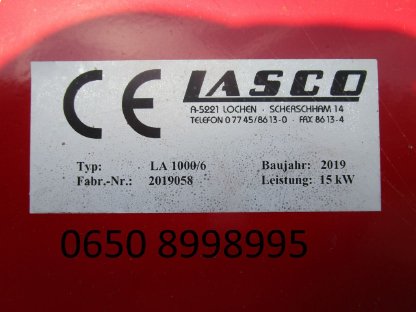 CE LASCO
A-5221 LOCHEN · SCHERSCHHAM 14
TELEFON 07745/8613-0 · FAX 8613-4
Typ: LA 1000/6 Baujahr: 2019
Fabr.-Nr.: 2019058 Leistung: 15 kW
0650 8998995